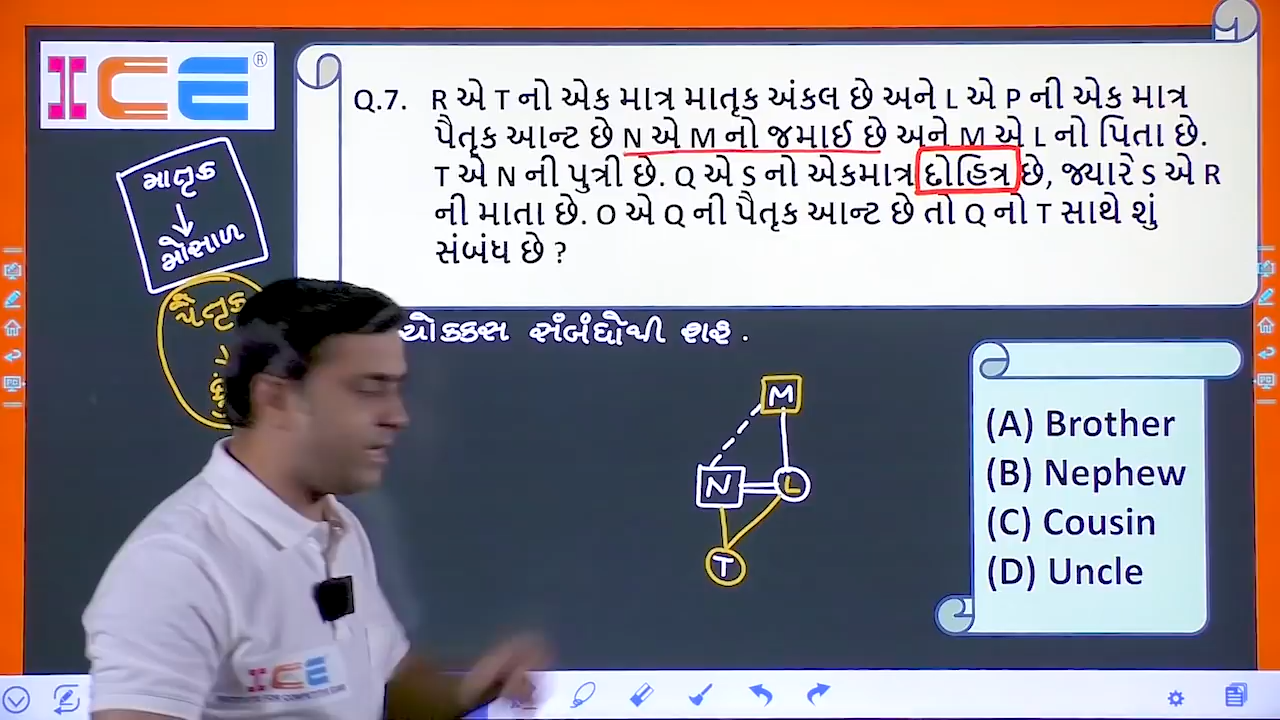 ICE®
Q.7. R એ T નો એક માત્ર માતૃક અંકલ છે અને L એ P ની એક માત્ર
પૈતૃક આન્ટ છે N એ M નો જમાઈ છે અને M એ L નો પિતા છે.
T એ N ની પુત્રી છે. Q એ S નો એકમાત્ર દોહિત્ર છે, જ્યારે S એ R
ની માતા છે. O એ Q ની પૈતૃક આન્ટ છે તો Q નો T સાથે શું
સંબંધ છે ?
માતૃક
↓
મોસાળ
પૈતૃક
ચોક્કસ સંબંધોથી શરૂ.
M
N
L
T
(A) Brother
(B) Nephew
(C) Cousin
(D) Uncle
ICE